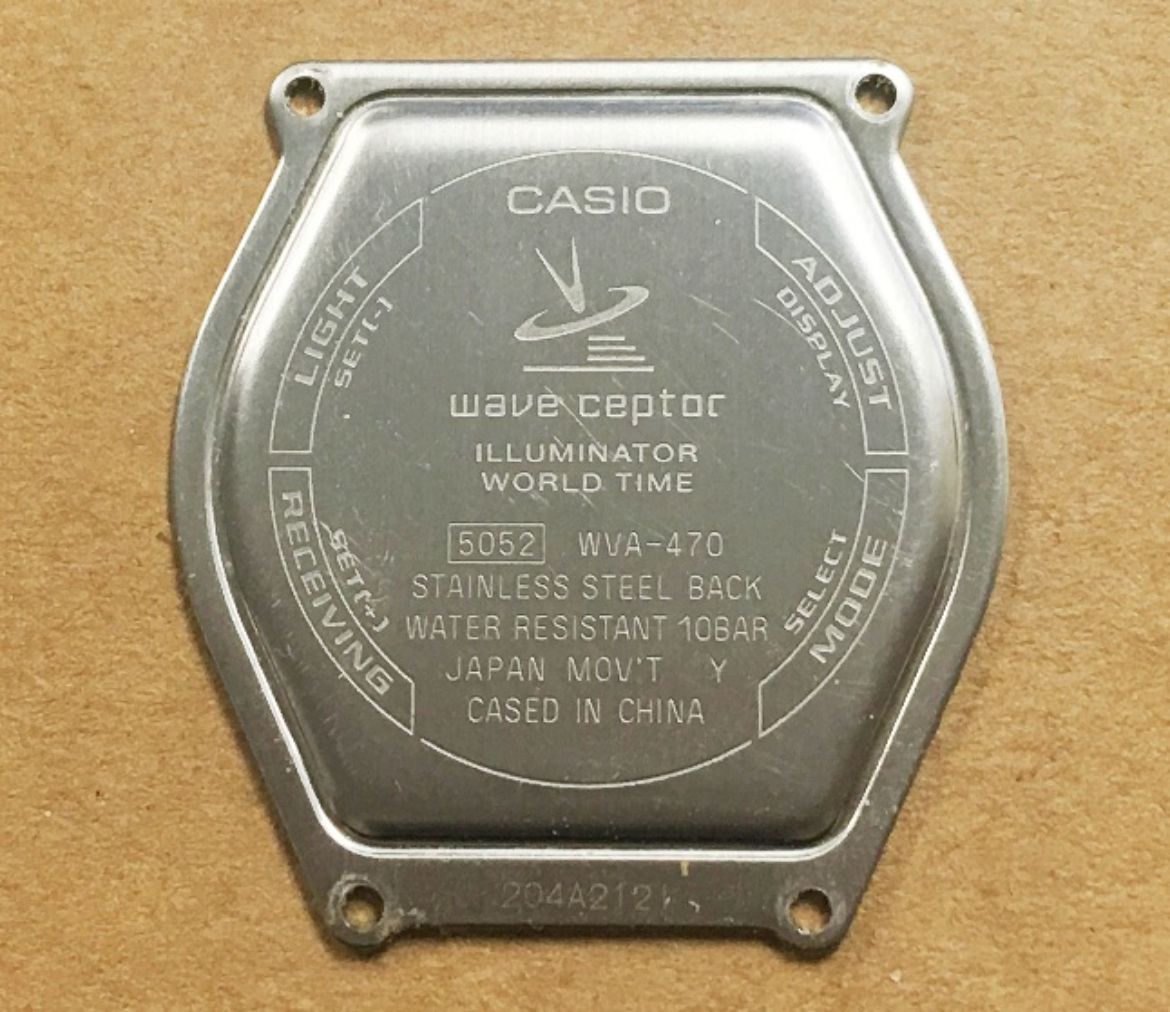 CASIO
LIGHT
SET(-)
ADJUST
DISPLAY
wave ceptor
ILLUMINATOR
WORLD TIME
RECEIVING
SET(+)
SELECT
MODE
5052 WVA-470
STAINLESS STEEL BACK
WATER RESISTANT 10BAR
JAPAN MOV'T Y
CASED IN CHINA
204A2121